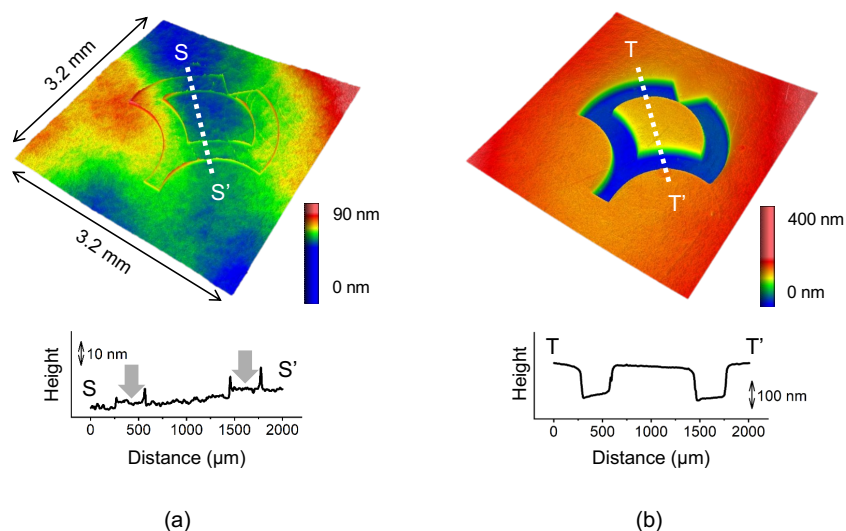 3.2 mm
3.2 mm
S
S’
90 nm
0 nm
T
T’
400 nm
0 nm
Height
10 nm
S
S’
0 500 1000 1500 2000
Distance (µm)
Height
T
T’
100 nm
0 500 1000 1500 2000
Distance (µm)
(a)
(b)